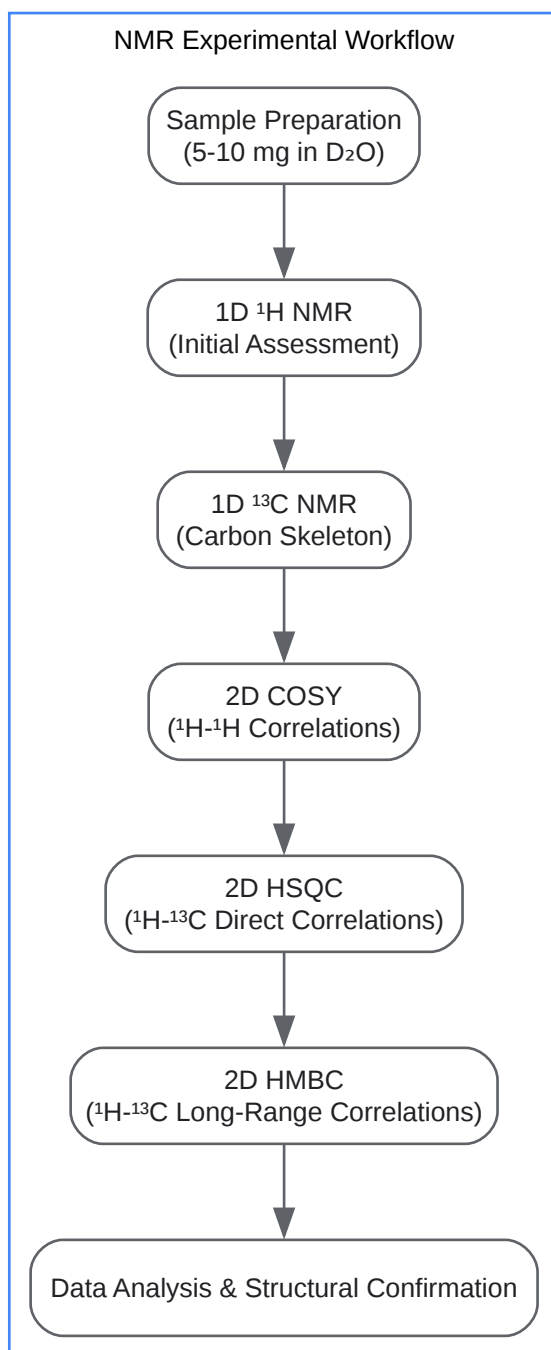 NMR Experimental Workflow
Sample Preparation
(5-10 mg in D₂O)
1D ¹H NMR
(Initial Assessment)
1D ¹³C NMR
(Carbon Skeleton)
2D COSY
(¹H-¹H Correlations)
2D HSQC
(¹H-¹³C Direct Correlations)
2D HMBC
(¹H-¹³C Long-Range Correlations)
Data Analysis & Structural Confirmation